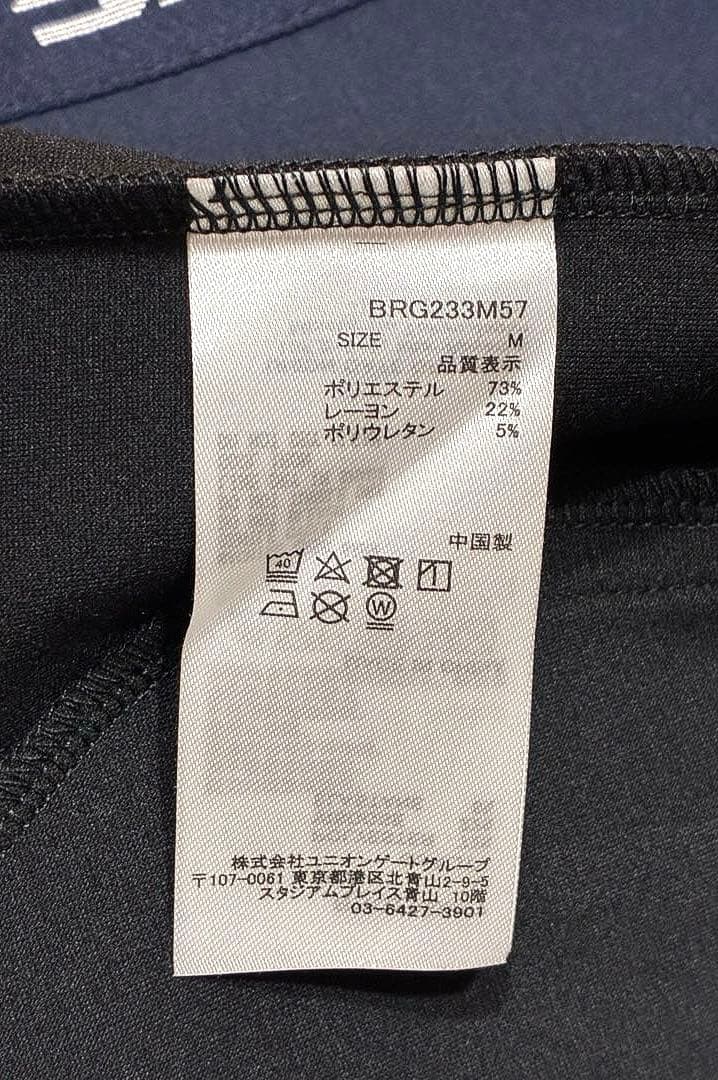 BRG233M57
SIZE M
品質表示
ポリエステル 73%
レーヨン 22%
ポリウレタン 5%
中国製
40
W
株式会社ユニオンゲートグループ
〒107-0061 東京都港区北青山2-9-5
スタジアムプレイス青山 10階
03-6427-3901